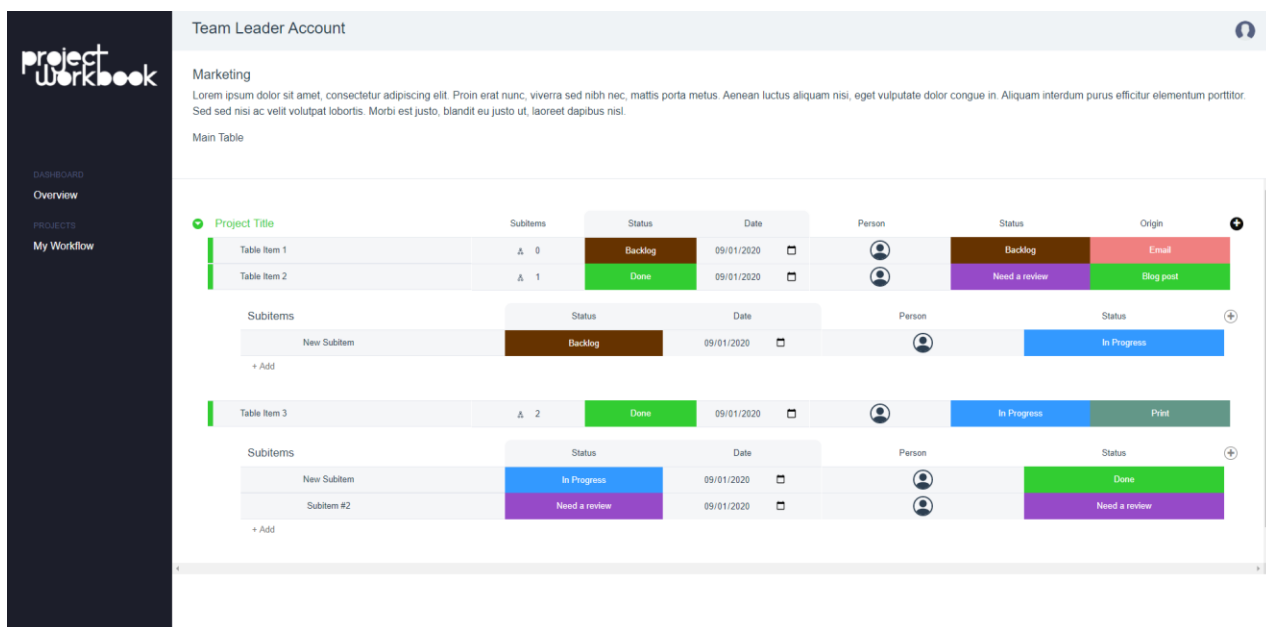 project
workbook
DASHBOARD
Overview
PROJECTS
My Workflow
Team Leader Account
Marketing
Lorem ipsum dolor sit amet, consectetur adipiscing elit. Proin erat nunc, viverra sed nibh nec, mattis porta metus. Aenean luctus aliquam nisi, eget vulputate dolor congue in. Aliquam interdum purus efficitur elementum porttitor.
Sed sed nisi ac velit volutpat lobortis. Morbi est justo, blandit eu justo ut, laoreet dapibus nisl.
Main Table
Project Title Subitems Status Date Person Status Origin
Table Item 1 0 Backlog 09/01/2020 Backlog Email
Table Item 2 1 Done 09/01/2020 Need a review Blog post
Subitems Status Date Person Status
New Subitem Backlog 09/01/2020 In Progress
+ Add
Table Item 3 2 Done 09/01/2020 In Progress Print
Subitems Status Date Person Status
New Subitem In Progress 09/01/2020 Done
Subitem #2 Need a review 09/01/2020 Need a review
+ Add